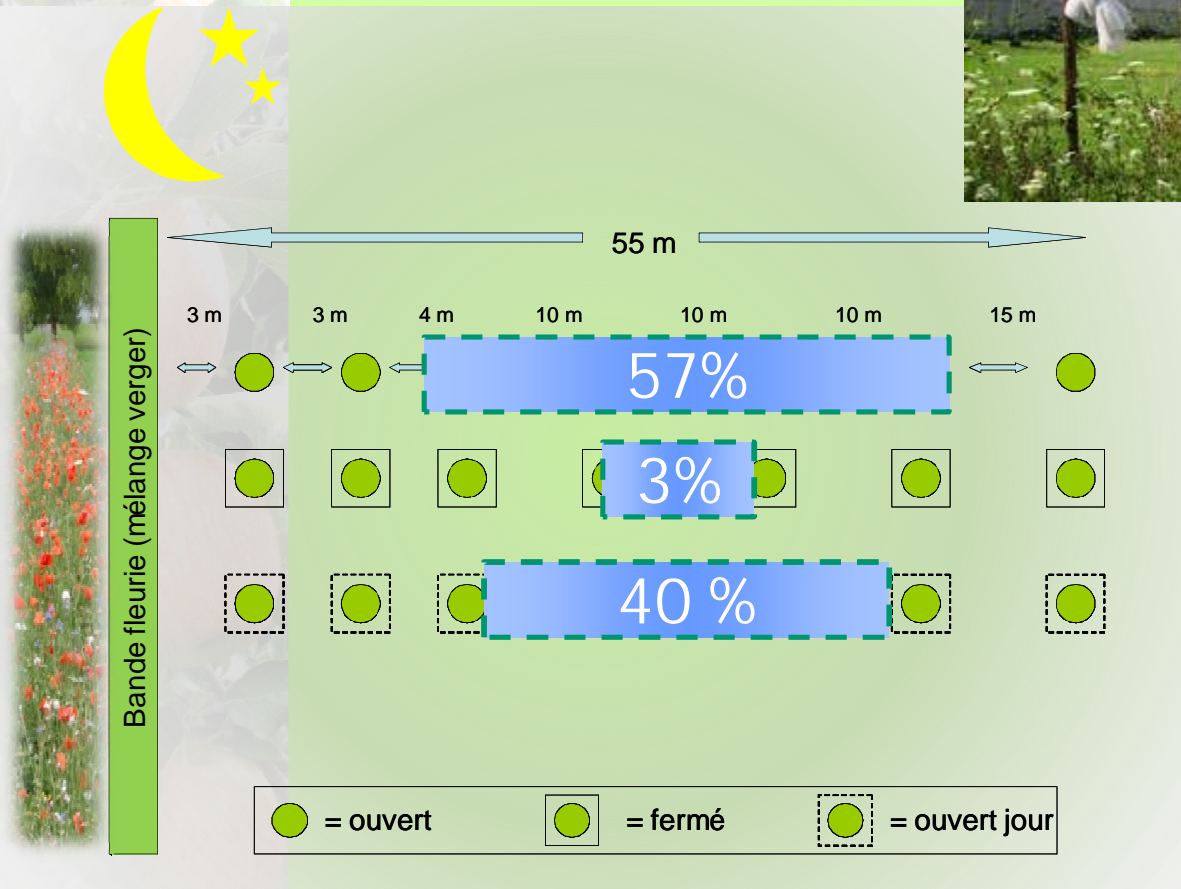 55 m
3 m 3 m 4 m 10 m 10 m 10 m 15 m
57%
3%
40 %
Bande fleurie (mélange verger)
= ouvert = fermé = ouvert jour